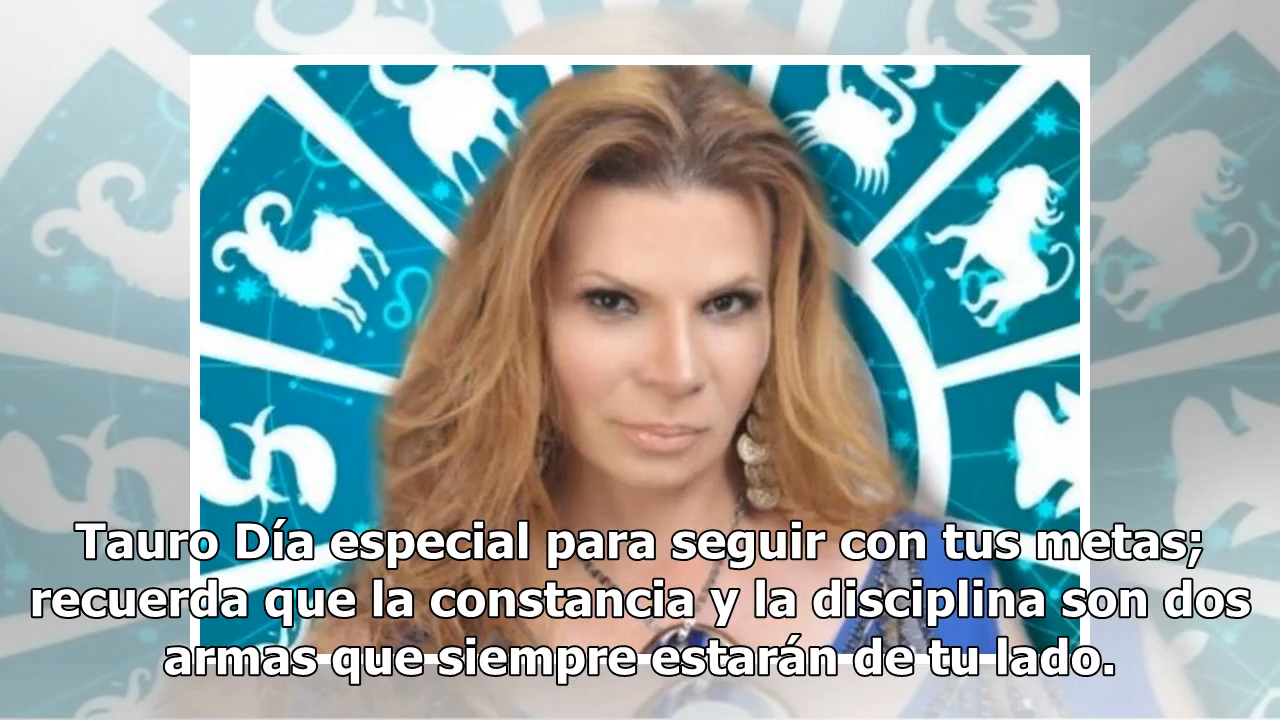 Tauro Día especial para seguir con tus metas;
recuerda que la constancia y la disciplina son dos
armas que siempre estarán de tu lado.